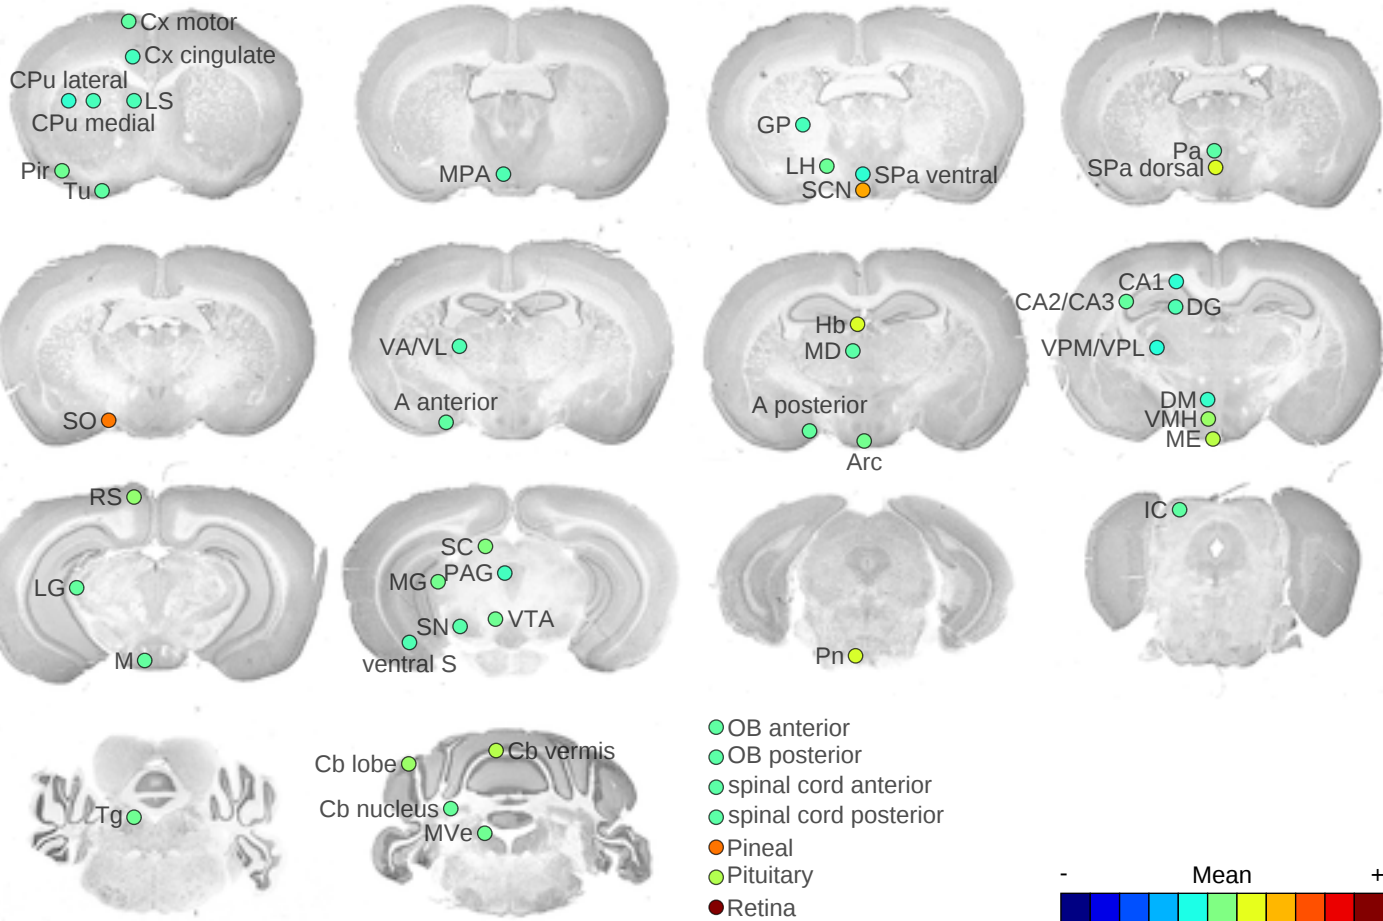 Cx motor
Cx cingulate
CPu lateral
LS
CPu medial
Pir
Tu
MPA
GP
LH
SPa ventral
SCN
Pa
SPa dorsal
SO
VA/VL
A anterior
Hb
MD
A posterior
Arc
CA1
CA2/CA3
DG
VPM/VPL
DM
VMH
ME
RS
LG
M
SC
MG
PAG
SN
VTA
ventral S
Pn
IC
Tg
Cb lobe
Cb vermis
Cb nucleus
MVe
OB anterior
OB posterior
spinal cord anterior
spinal cord posterior
Pineal
Pituitary
Retina
- Mean +